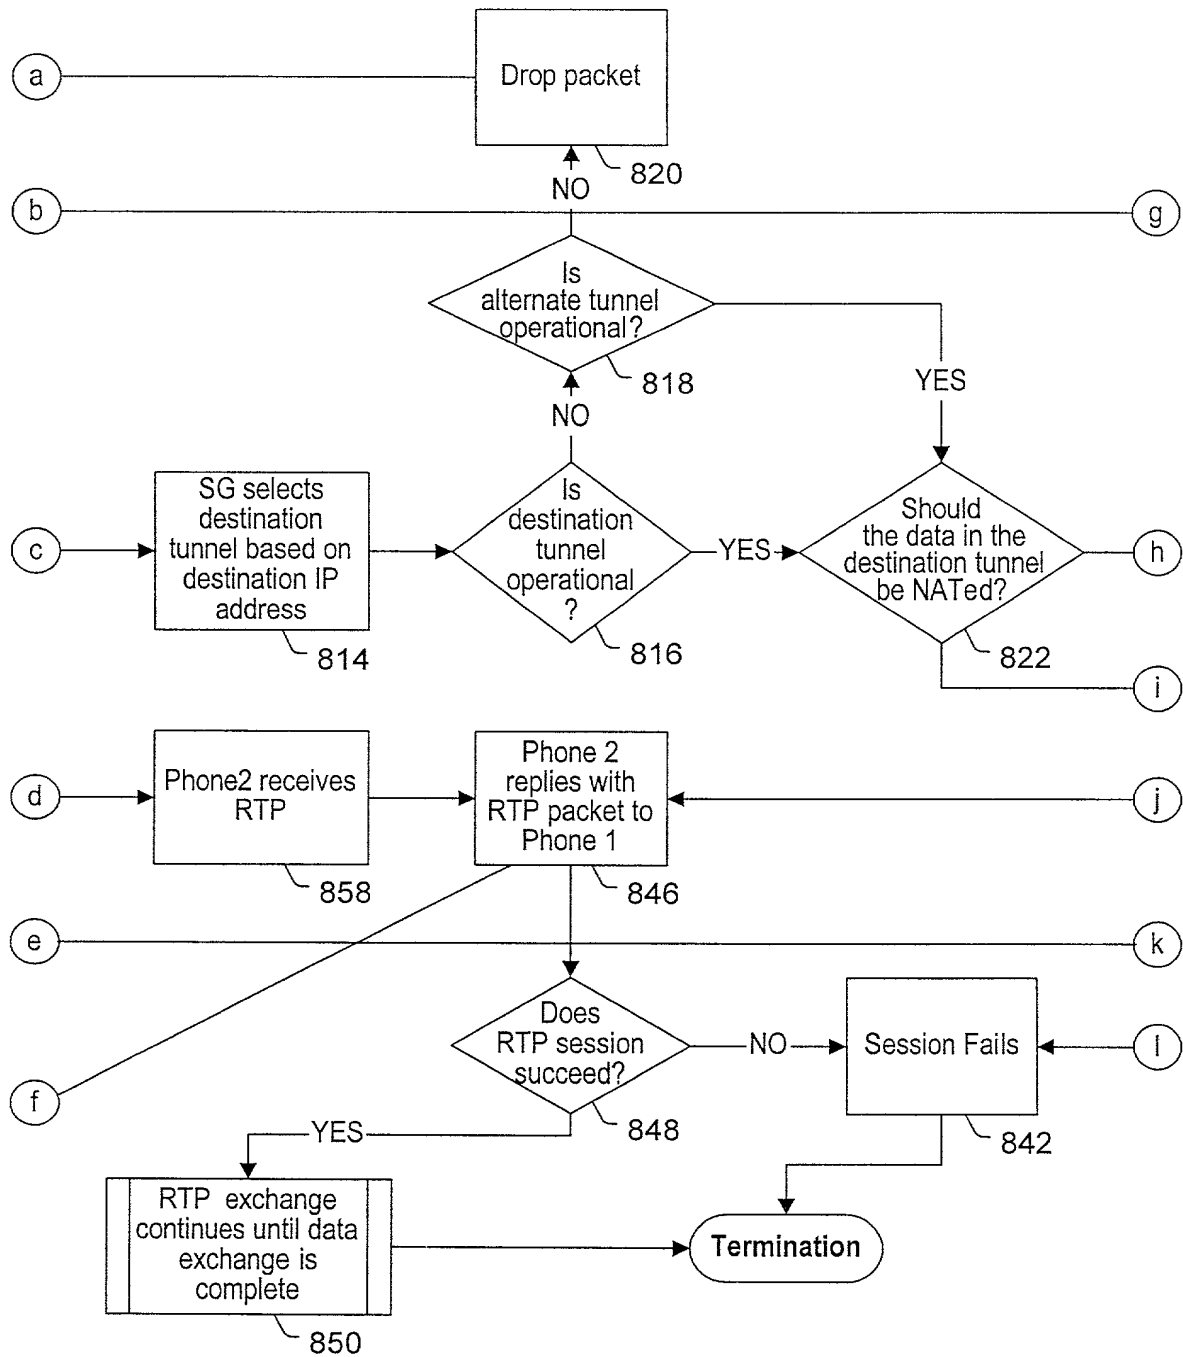 a
Drop packet
820
NO
b
g
Is
alternate tunnel
operational?
818
YES
NO
c
SG selects
destination
tunnel based on
destination IP
address
814
Is
destination
tunnel
operational
?
816
YES
Should
the data in the
destination tunnel
be NATed?
822
h
i
d
Phone2 receives
RTP
858
Phone 2
replies with
RTP packet to
Phone 1
846
j
e
k
Does
RTP session
succeed?
848
NO
Session Fails
842
l
f
YES
RTP exchange
continues until data
exchange is
complete
850
Termination